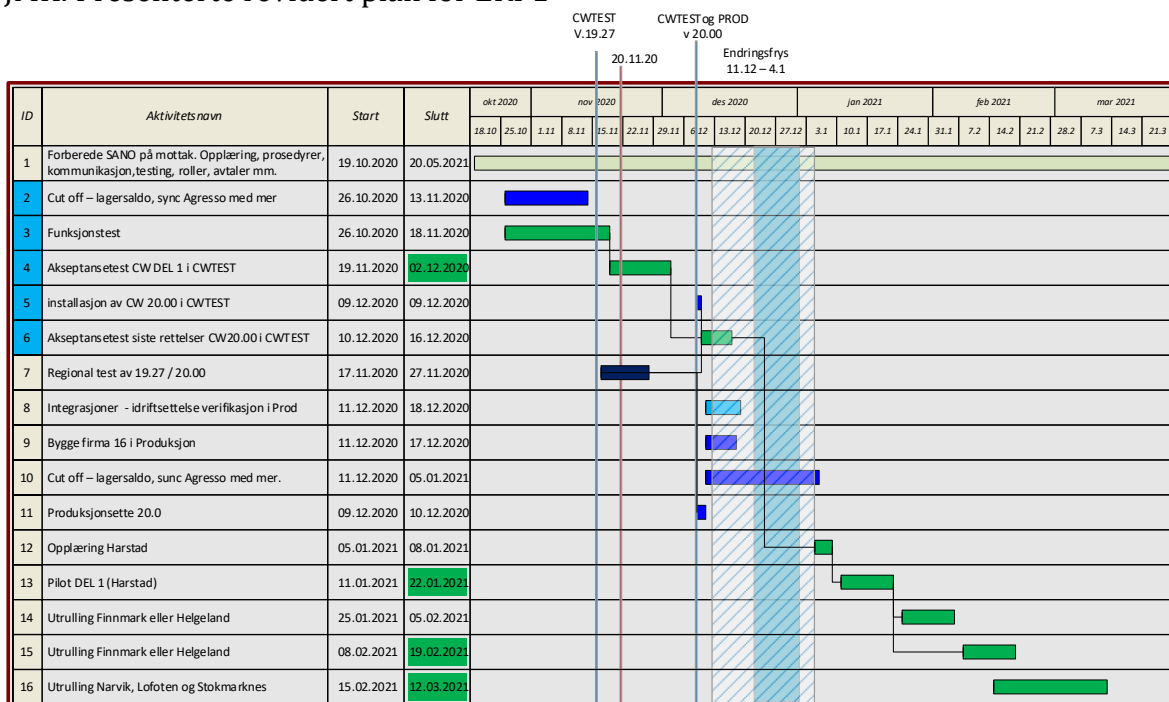 CWTEST
V.19.27
CWTEST og PROD
v 20.00
20.11.20
Endringsfrys
11.12 – 4.1
ID Aktivitetsnavn Start Slutt okt 2020 nov 2020 des 2020 jan 2021 feb 2021 mar 2021
18.10 25.10 1.11 8.11 15.11 22.11 29.11 6.12 13.12 20.12 27.12 3.1 10.1 17.1 24.1 31.1 7.2 14.2 21.2 28.2 7.3 14.3 21.3
1 Forberede SANO på mottak. Opplæring, prosedyrer, kommunikasjon,testing, roller, avtaler mm. 19.10.2020 20.05.2021
2 Cut off – lagersaldo, sync Agresso med mer 26.10.2020 13.11.2020
3 Funksjonstest 26.10.2020 18.11.2020
4 Akseptansetest CW DEL 1 i CWTEST 19.11.2020 02.12.2020
5 installasjon av CW 20.00 i CWTEST 09.12.2020 09.12.2020
6 Akseptansetest siste rettelser CW20.00 i CWTEST 10.12.2020 16.12.2020
7 Regional test av 19.27 / 20.00 17.11.2020 27.11.2020
8 Integrasjoner - idriftsettelse verifikasjon i Prod 11.12.2020 18.12.2020
9 Bygge firma 16 i Produksjon 11.12.2020 17.12.2020
10 Cut off – lagersaldo, sunc Agresso med mer. 11.12.2020 05.01.2021
11 Produksjonsette 20.0 09.12.2020 10.12.2020
12 Opplæring Harstad 05.01.2021 08.01.2021
13 Pilot DEL 1 (Harstad) 11.01.2021 22.01.2021
14 Utrulling Finnmark eller Helgeland 25.01.2021 05.02.2021
15 Utrulling Finnmark eller Helgeland 08.02.2021 19.02.2021
16 Utrulling Narvik, Lofoten og Stokmarknes 15.02.2021 12.03.2021